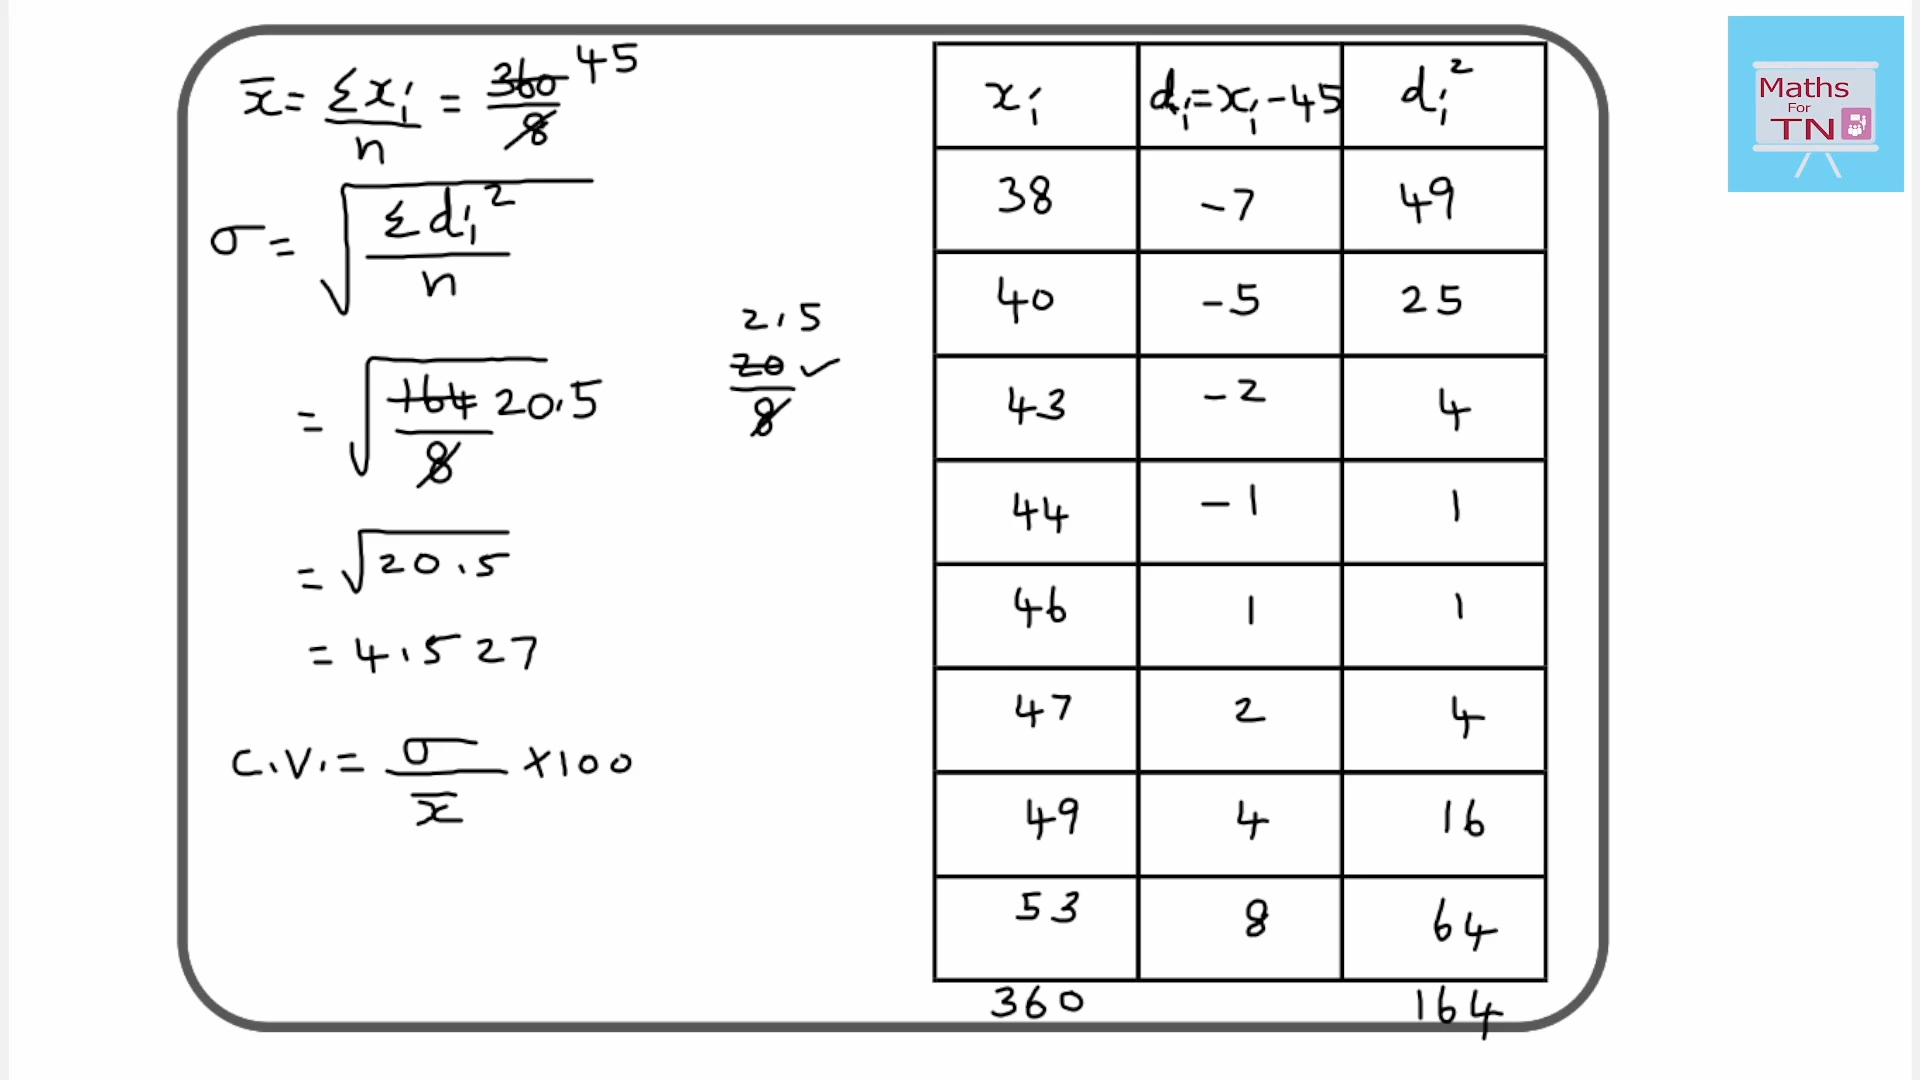 x̄ = Σxᵢ/n = 360/8 45
σ = √(Σdᵢ²/n)
= √(164/8) 20.5
2.5
20/8 ✓
= √20.5
= 4.527
C.V. = σ/x̄ ×100
xᵢ dᵢ=xᵢ-45 dᵢ²
38 -7 49
40 -5 25
43 -2 4
44 -1 1
46 1 1
47 2 4
49 4 16
53 8 64
360 164
Maths
For
TN